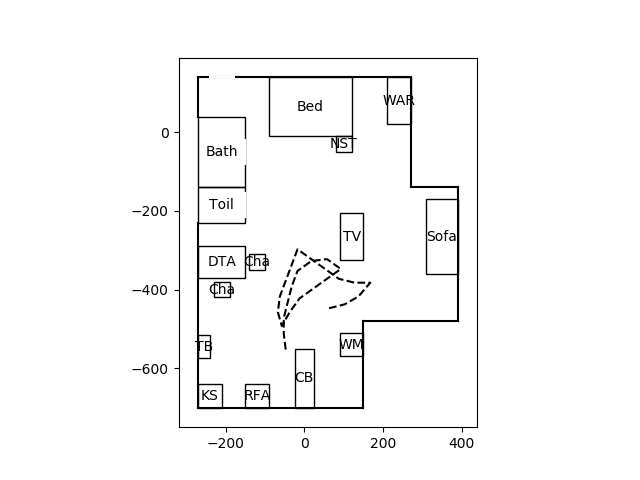 Bed
WAR
NST
Bath
Toil
TV
Sofa
DTA
Cha
Cha
TB
WM
CB
KS
RFA
0
−200
−400
−600
−200
0
200
400